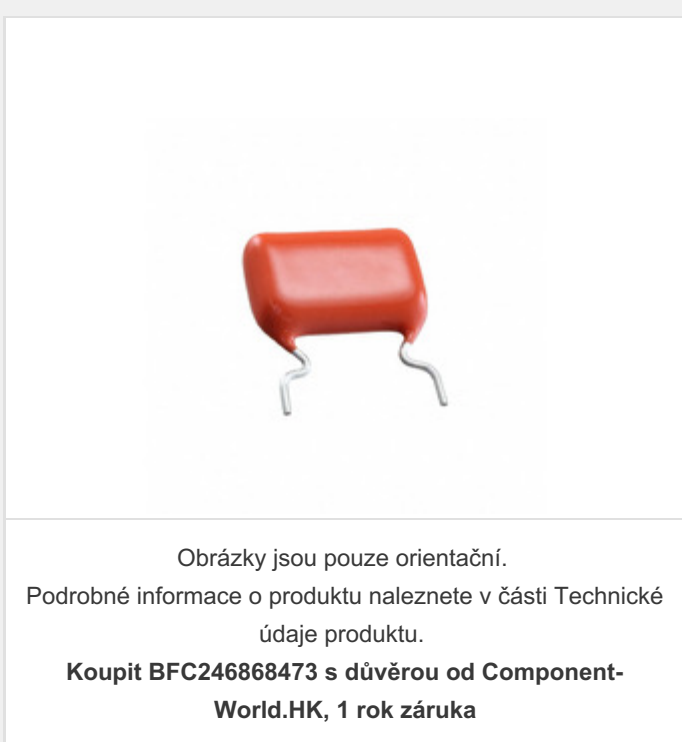 Obrázky jsou pouze orientační.
Podrobné informace o produktu naleznete v části Technické
údaje produktu.
Koupit BFC246868473 s důvěrou od Component-
World.HK, 1 rok záruka